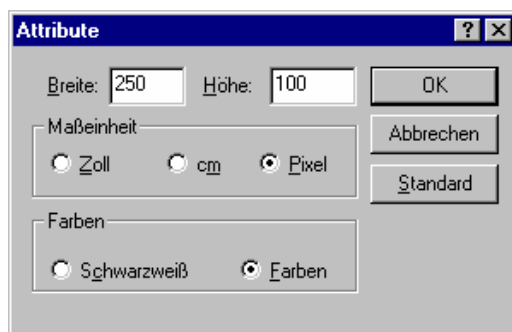 Attribute
Breite: 250 Höhe: 100 OK
Maßeinheit Abbrechen
Zoll cm Pixel
Standard
Farben
Schwarzweiß Farben